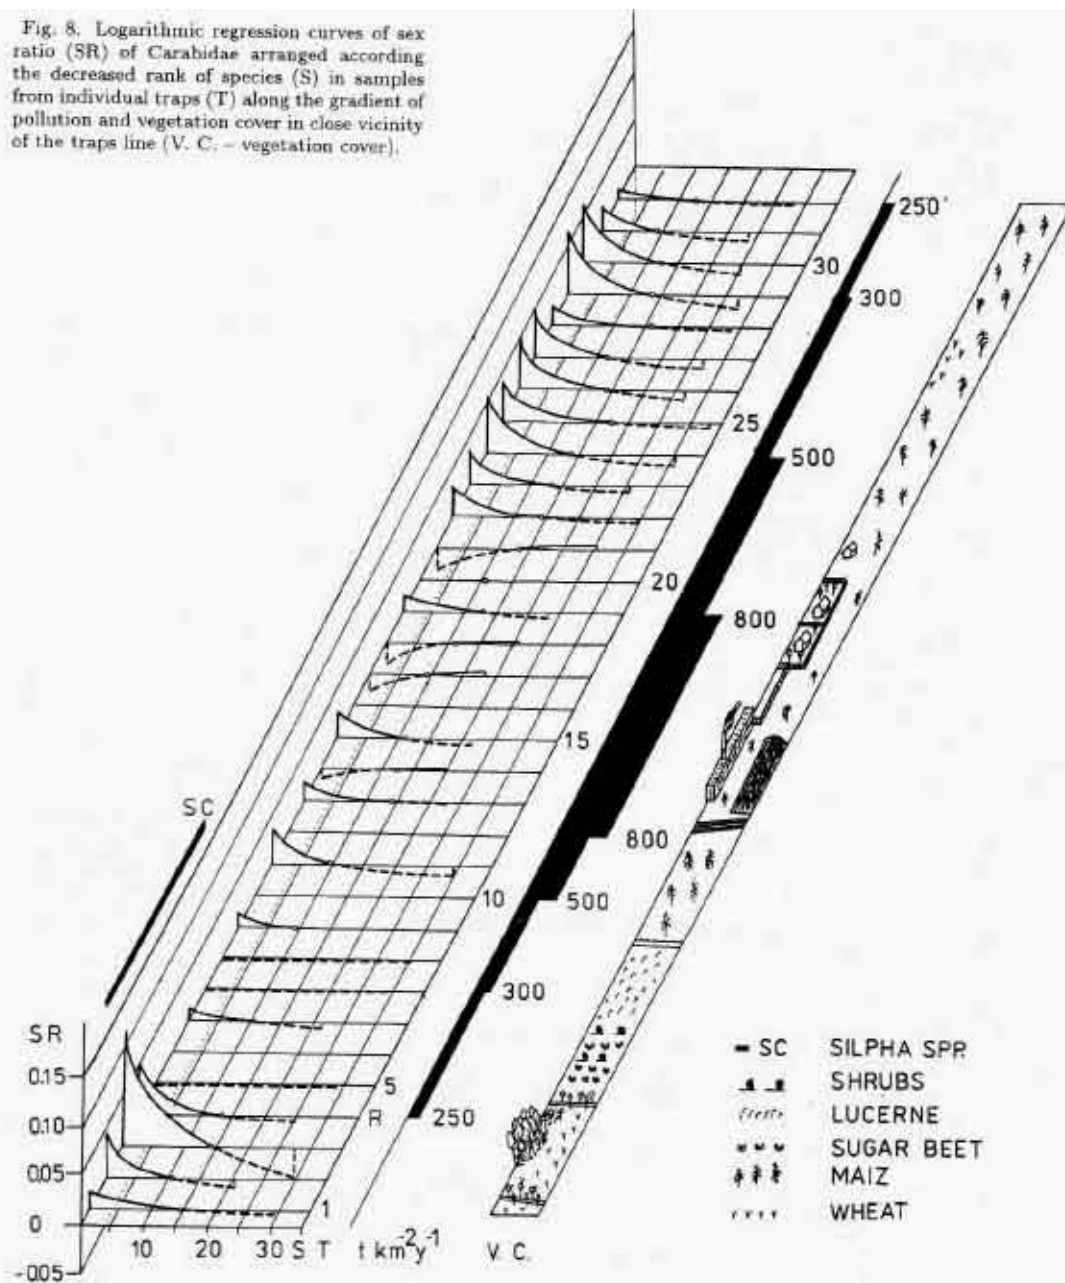 Fig. 8. Logarithmic regression curves of sex
ratio (SR) of Carabidae arranged according
the decreased rank of species (S) in samples
from individual traps (T) along the gradient of
pollution and vegetation cover in close vicinity
of the traps line (V. C. – vegetation cover).
250
30
300
25
500
20
800
15
SC
800
10
500
300
SR
0.15
5
0.10
R
250
0.05
1
0
10 20 30 S T t km⁻²y⁻¹ V. C.
-0.05
SC SILPHA SPP.
SHRUBS
LUCERNE
SUGAR BEET
MAIZ
WHEAT